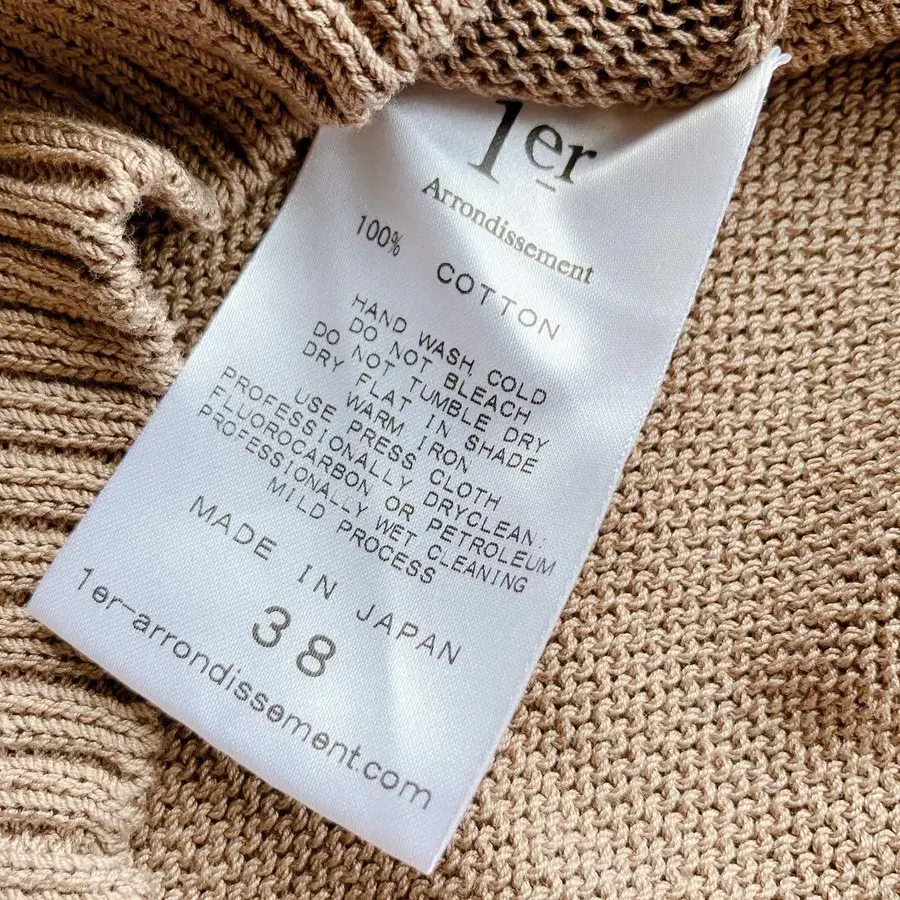 1er
Arrondissement
100%
COTTON
HAND WASH COLD
DO NOT BLEACH
DO NOT TUMBLE DRY
DRY FLAT IN SHADE
WARM IRON
USE PRESS CLOTH
PROFESSIONALLY DRYCLEAN:
FLUOROCARBON OR PETROLEUM
PROFESSIONALLY WET CLEANING
MILD PROCESS
MADE IN JAPAN
38
1er-arrondissement.com